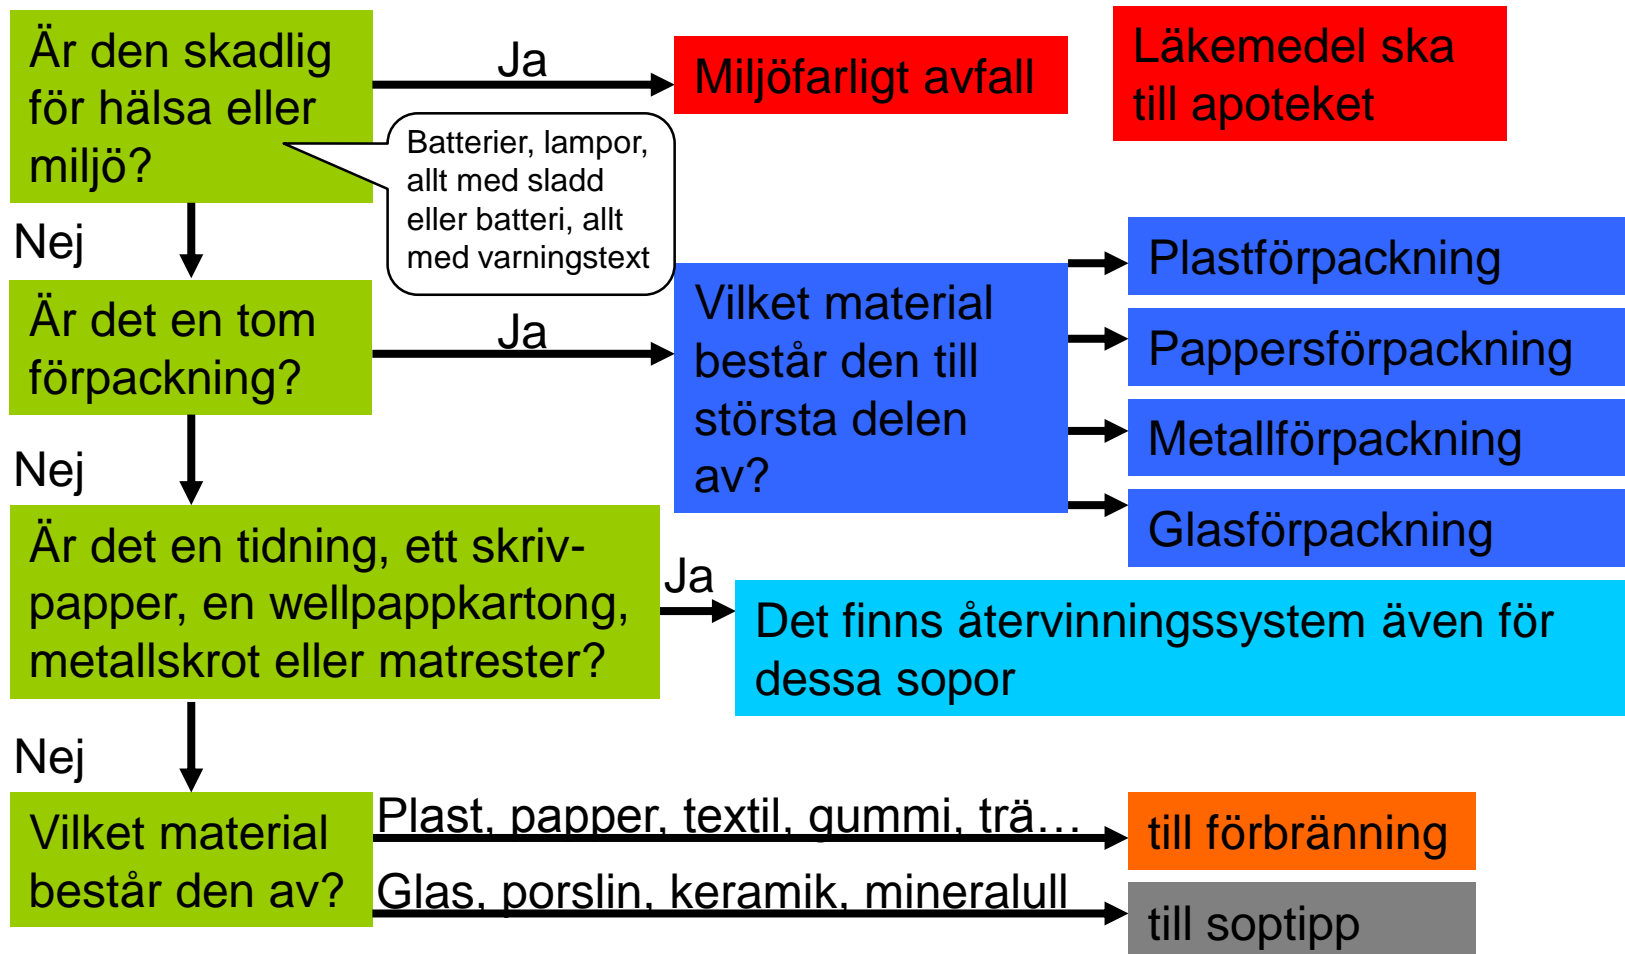 Är den skadlig
för hälsa eller
miljö?
Ja
Miljöfarligt avfall
Läkemedel ska
till apoteket
Batterier, lampor,
allt med sladd
eller batteri, allt
med varningstext
Nej
Är det en tom
förpackning?
Ja
Vilket material
består den till
största delen
av?
Plastförpackning
Pappersförpackning
Metallförpackning
Glasförpackning
Nej
Är det en tidning, ett skriv-
papper, en wellpappkartong,
metallskrot eller matrester?
Ja
Det finns återvinningssystem även för
dessa sopor
Nej
Vilket material
består den av?
Plast, papper, textil, gummi, trä…
till förbränning
Glas, porslin, keramik, mineralull
till soptipp